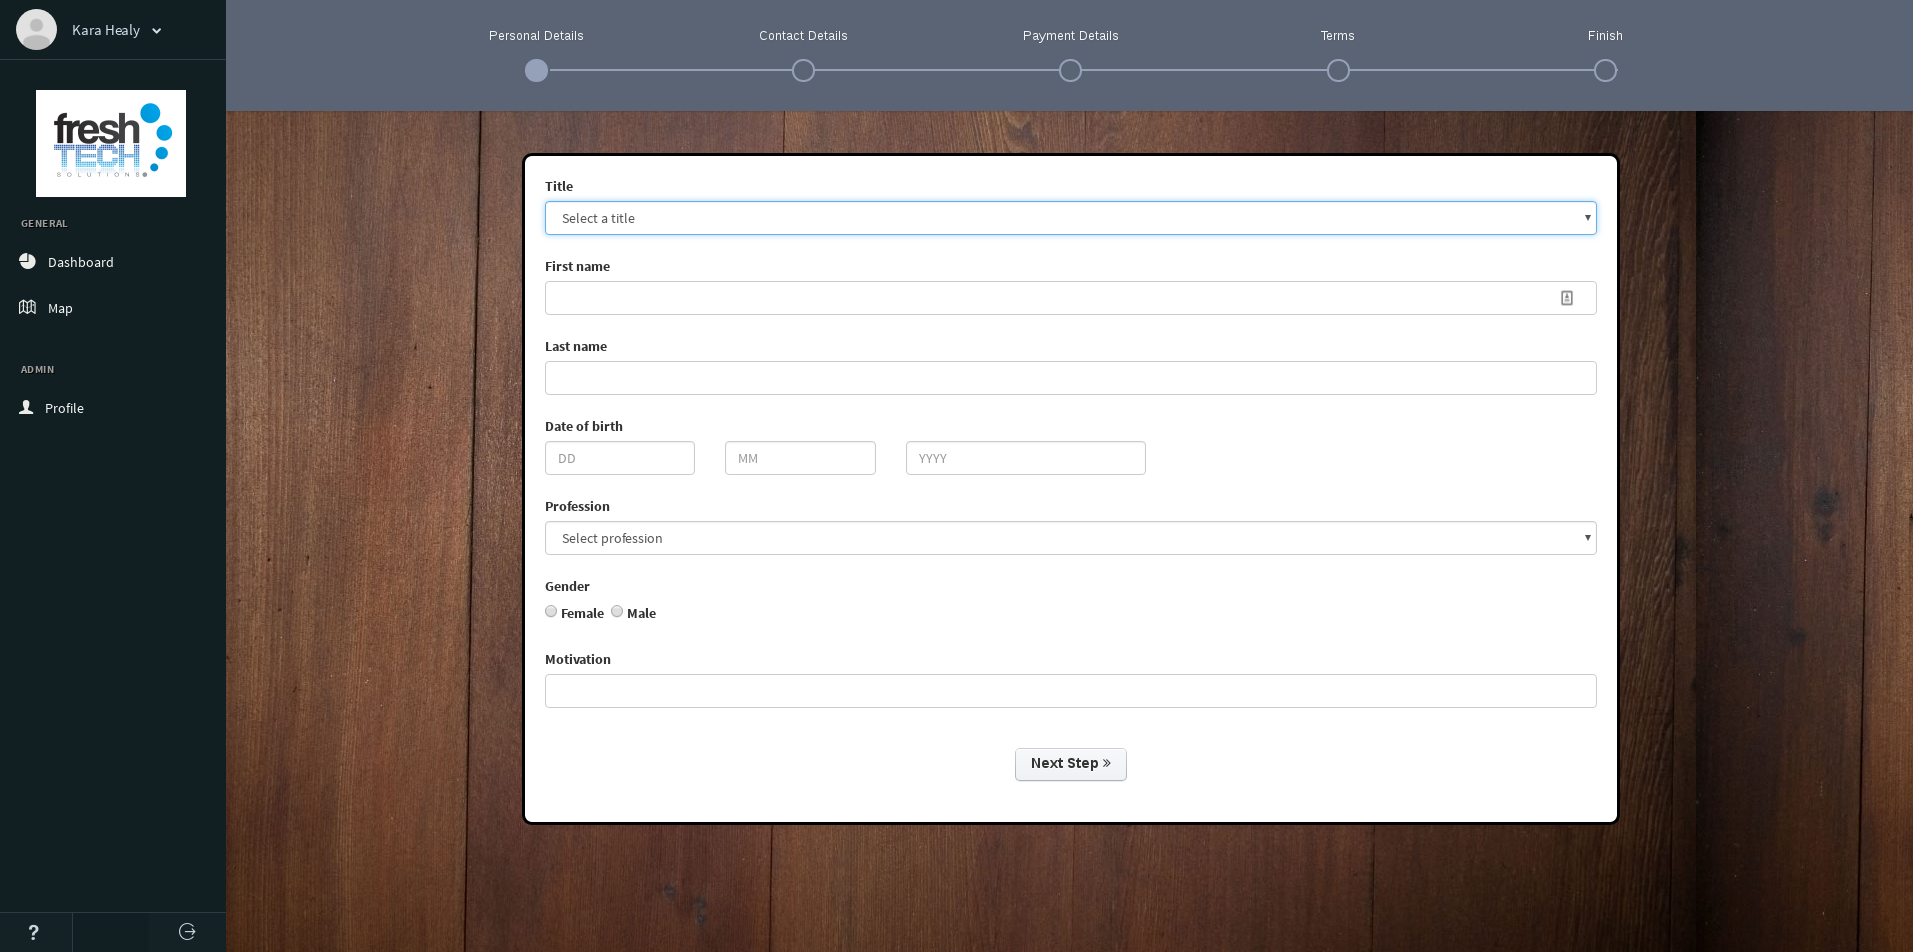 Kara Healy
fresh
TECH
SOLUTIONS
GENERAL
Dashboard
Map
ADMIN
Profile
?
Personal Details
Contact Details
Payment Details
Terms
Finish
Title
Select a title
First name
Last name
Date of birth
DD MM YYYY
Profession
Select profession
Gender
Female Male
Motivation
Next Step »